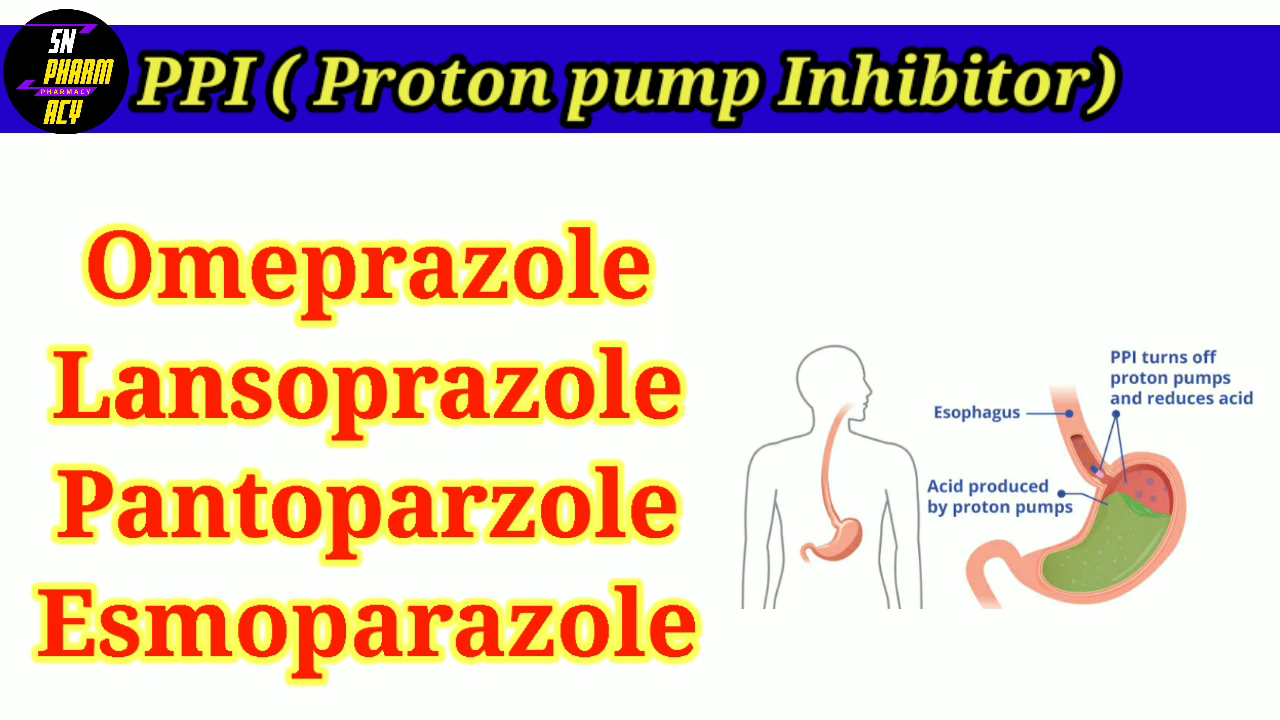 SN
PHARM
PHARMACY
ACY
PPI ( Proton pump Inhibitor)
Omeprazole
Lansoprazole
Pantoparzole
Esmoparazole
PPI turns off
proton pumps
and reduces acid
Esophagus
Acid produced
by proton pumps